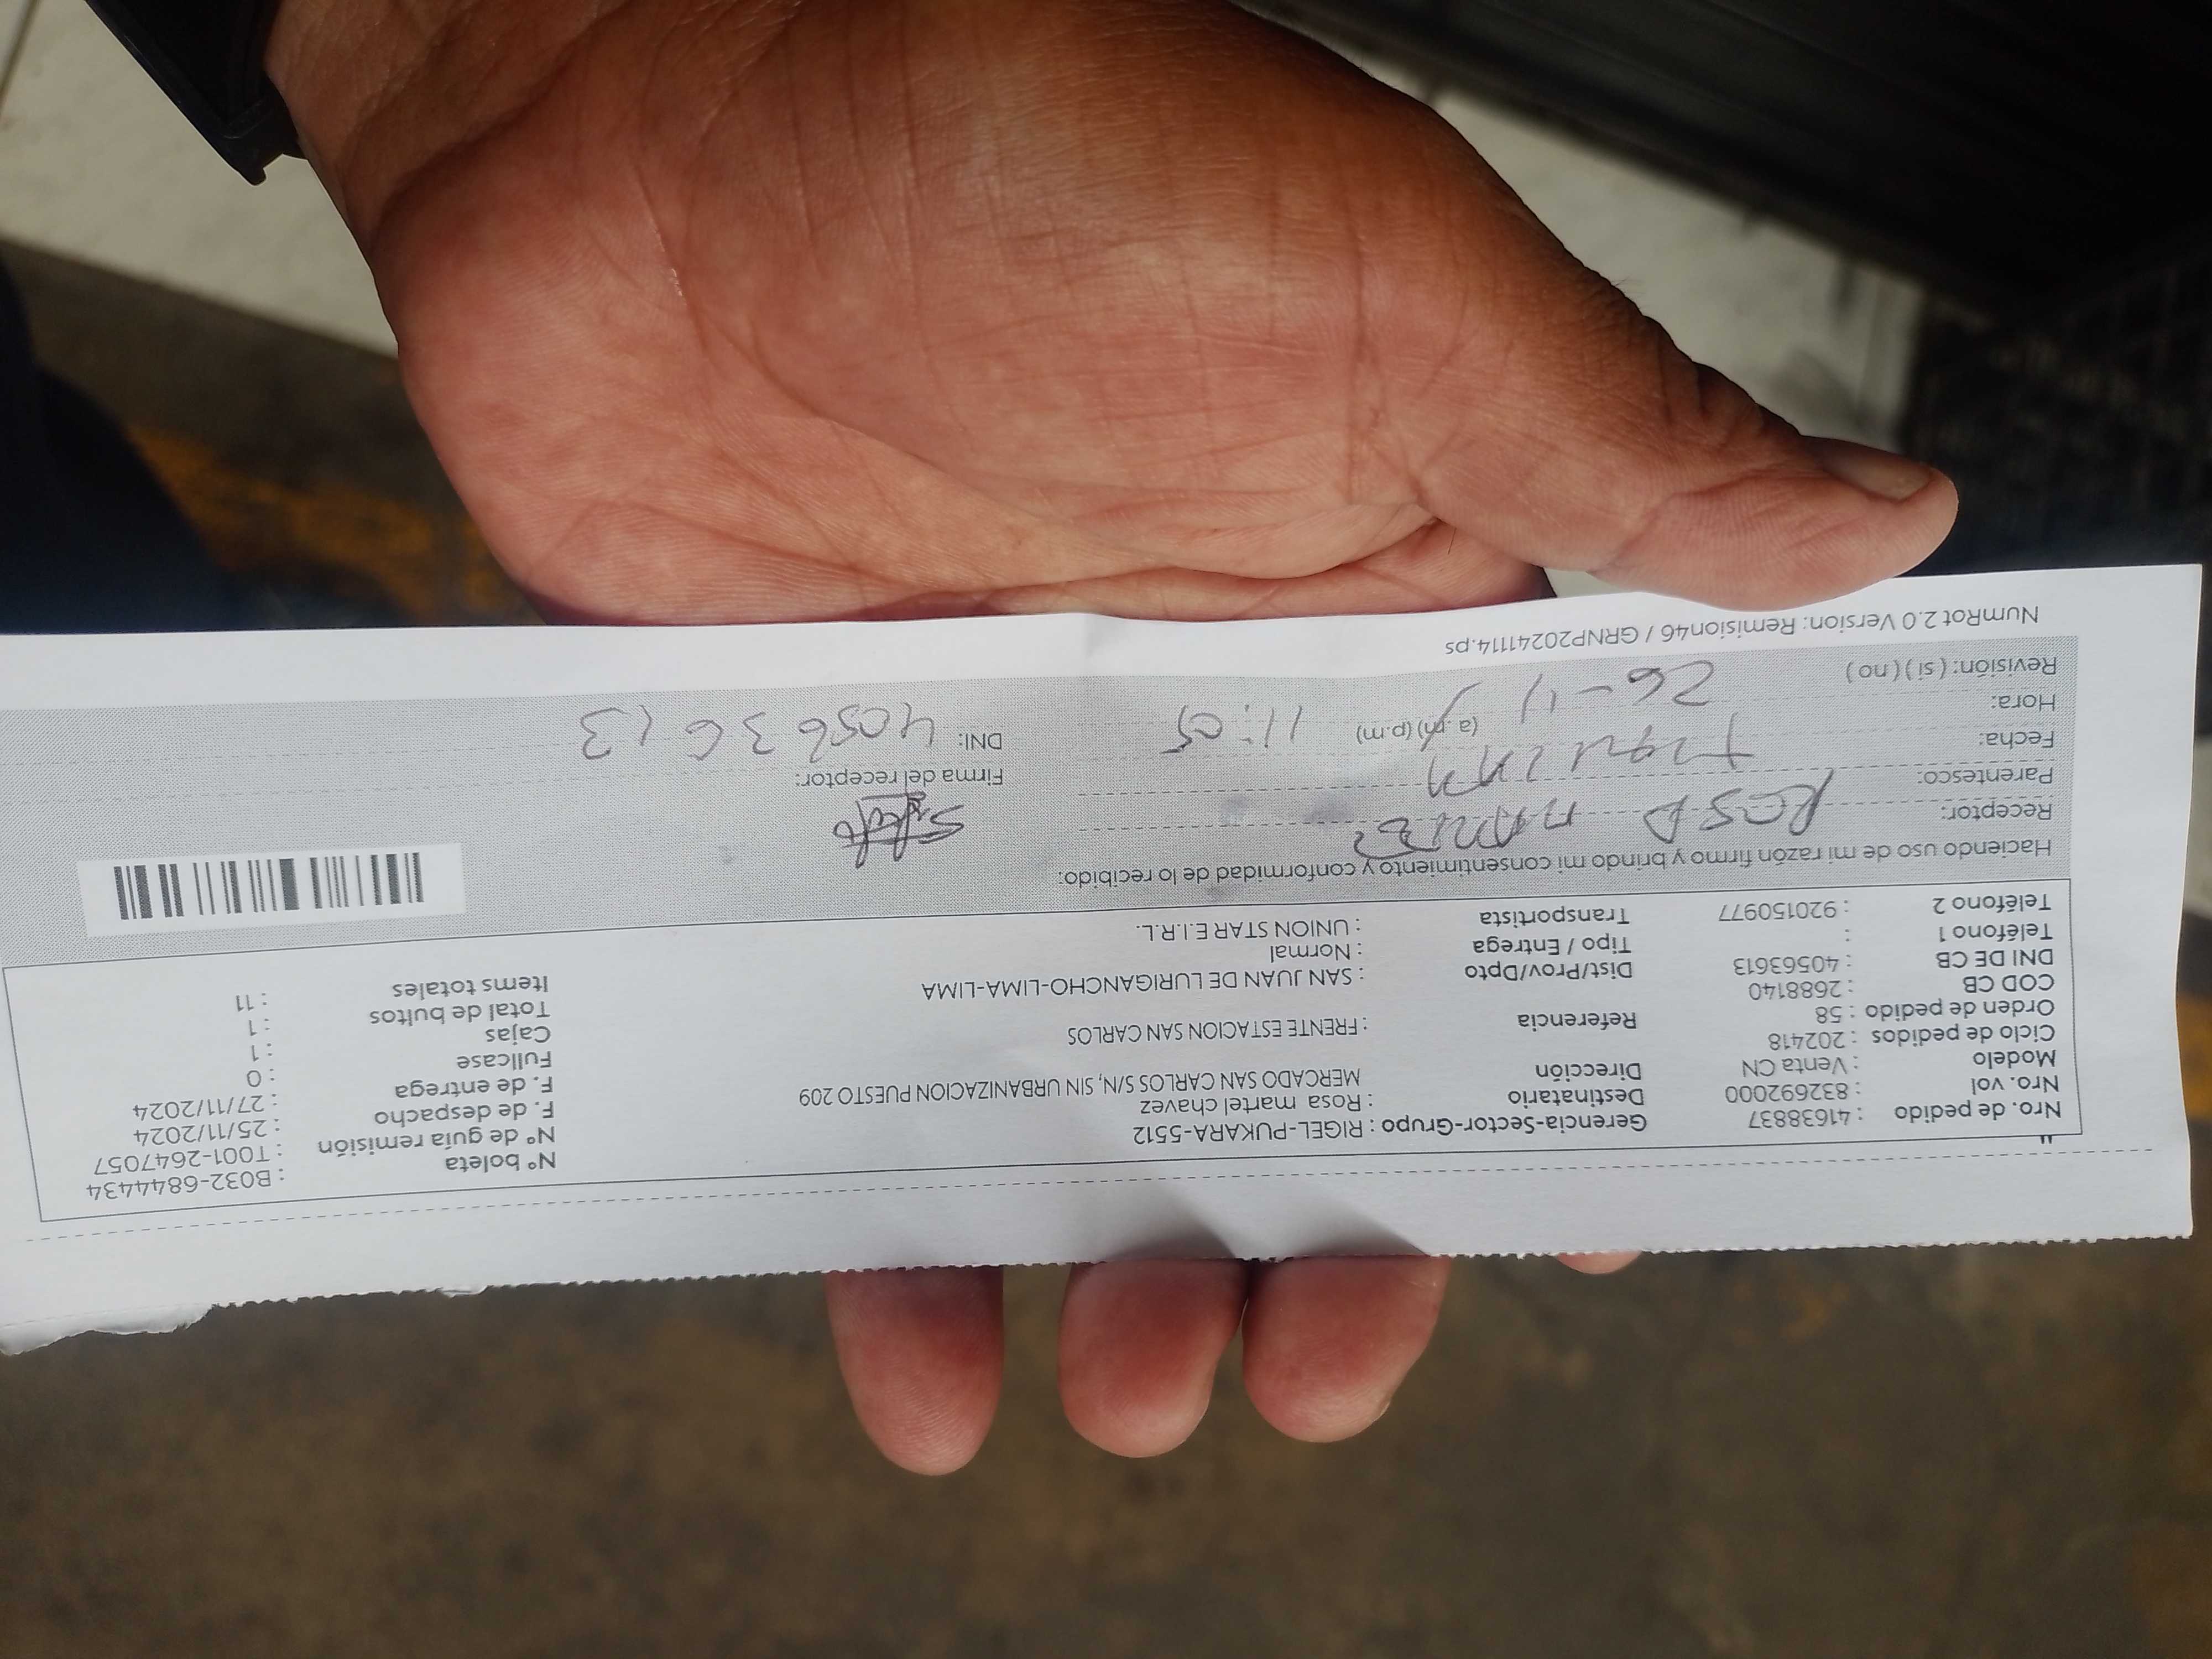 Nro. de pedido : 41638837 Gerencia-Sector-Grupo : RIGEL-PUKARA-5512 N° boleta : B032-6844434
Nro. vol : 832692000 Destinatario : Rosa martel chavez N° de guia remisión : T001-2647057
Modelo : Venta CN Dirección MERCADO SAN CARLOS S/N, SIN URBANIZACION PUESTO 209 F. de despacho : 25/11/2024
Ciclo de pedidos : 202418 F. de entrega : 27/11/2024
Orden de pedido : 58 Referencia : FRENTE ESTACION SAN CARLOS Fullcase : 0
COD CB : 2688140 Cajas : 1
DNI DE CB : 40563613 Dist/Prov/Dpto : SAN JUAN DE LURIGANCHO-LIMA-LIMA Total de bultos : 1
Teléfono 1 : Tipo / Entrega : Normal Items totales : 11
Teléfono 2 : 920150977 Transportista : UNION STAR E.I.R.L.
Haciendo uso de mi razón firmo y brindo mi consentimiento y conformidad de lo recibido:
Receptor: ROSA
Parentesco: Firma del receptor:
Fecha:
Hora: 26-11 (a.m) (p.m) 11:05 DNI: 40563613
Revisión: ( si ) ( no )
NumRot 2.0 Version: Remision46 / GRNP20241114.ps